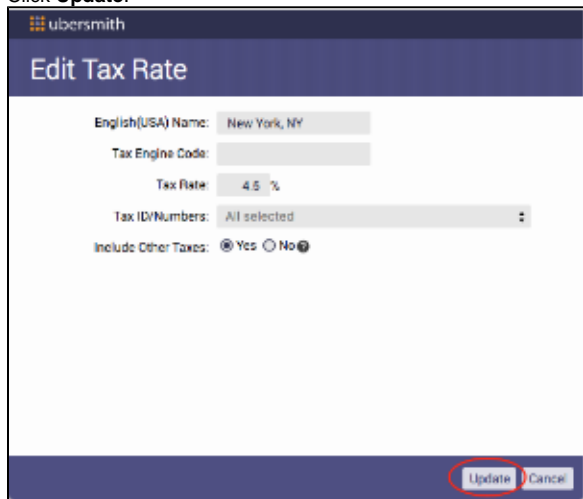 Click Update.
ubersmith
Edit Tax Rate
English(USA) Name: New York, NY
Tax Engine Code:
Tax Rate: 4.5 %
Tax ID/Numbers: All selected
Include Other Taxes: Yes No
Update Cancel